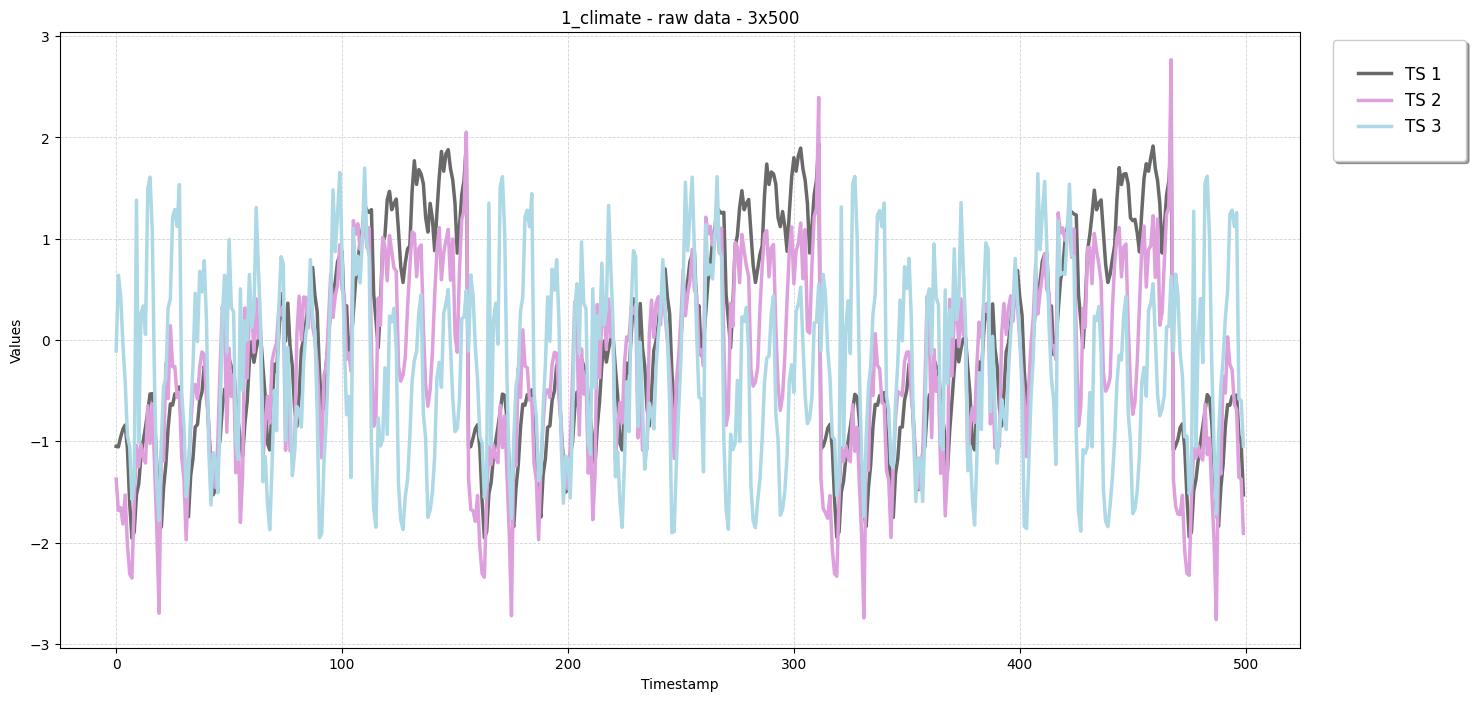 1_climate - raw data - 3x500
TS 1
TS 2
TS 3
Values
3
2
1
0
−1
−2
−3
0
100
200
300
400
500
Timestamp